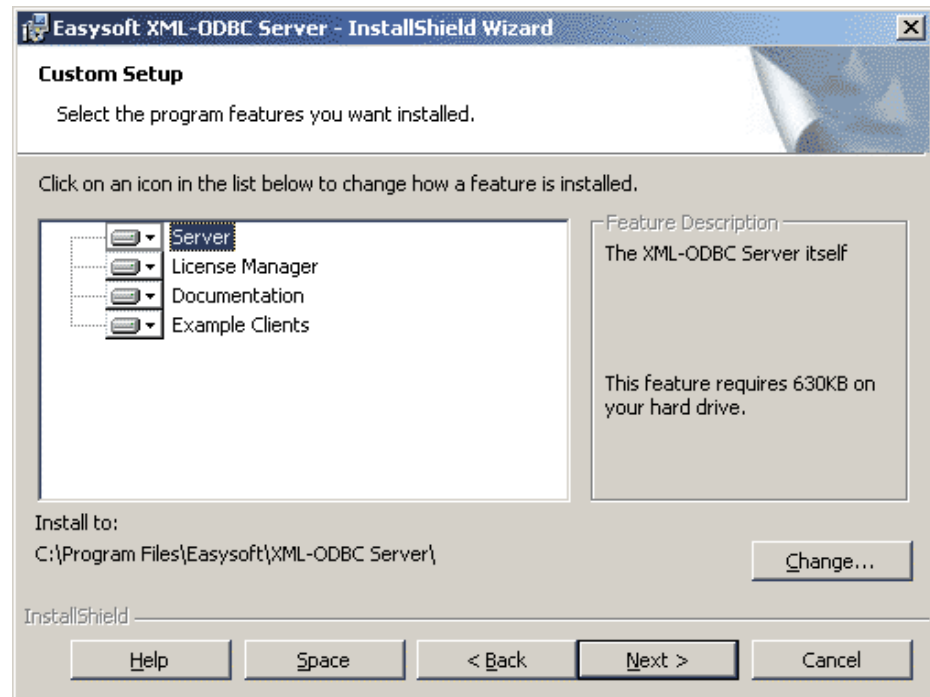 Easysoft XML-ODBC Server - InstallShield Wizard
Custom Setup
Select the program features you want installed.
Click on an icon in the list below to change how a feature is installed.
Server
License Manager
Documentation
Example Clients
Feature Description
The XML-ODBC Server itself
This feature requires 630KB on
your hard drive.
Install to:
C:\Program Files\Easysoft\XML-ODBC Server\
Change...
InstallShield
Help
Space
< Back
Next >
Cancel